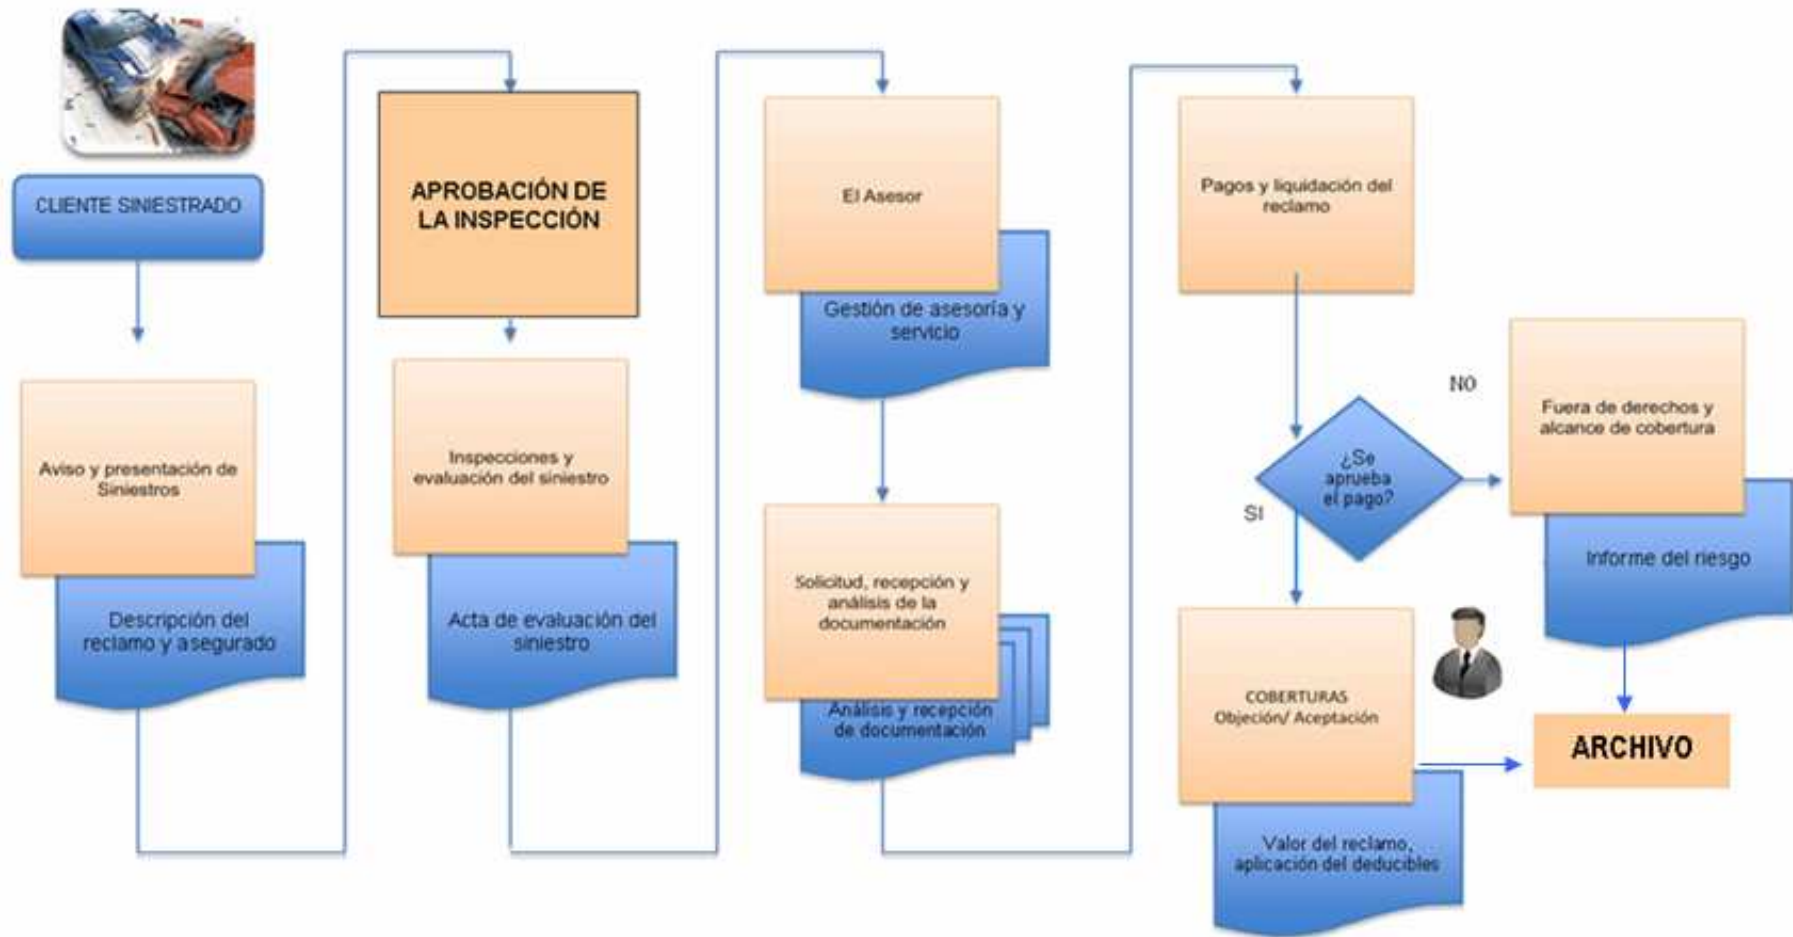 CLIENTE SINIESTRADO
Aviso y presentación de
Siniestros
Descripción del
reclamo y asegurado
APROBACIÓN DE
LA INSPECCIÓN
Inspecciones y
evaluación del siniestro
Acta de evaluación del
siniestro
El Asesor
Gestión de asesoría y
servicio
Solicitud, recepción y
análisis de la
documentación
Análisis y recepción
de documentación
Pagos y liquidación del
reclamo
¿Se
aprueba
el pago?
NO
SI
Fuera de derechos y
alcance de cobertura
Informe del riesgo
COBERTURAS
Objeción/ Aceptación
Valor del reclamo,
aplicación del deducibles
ARCHIVO